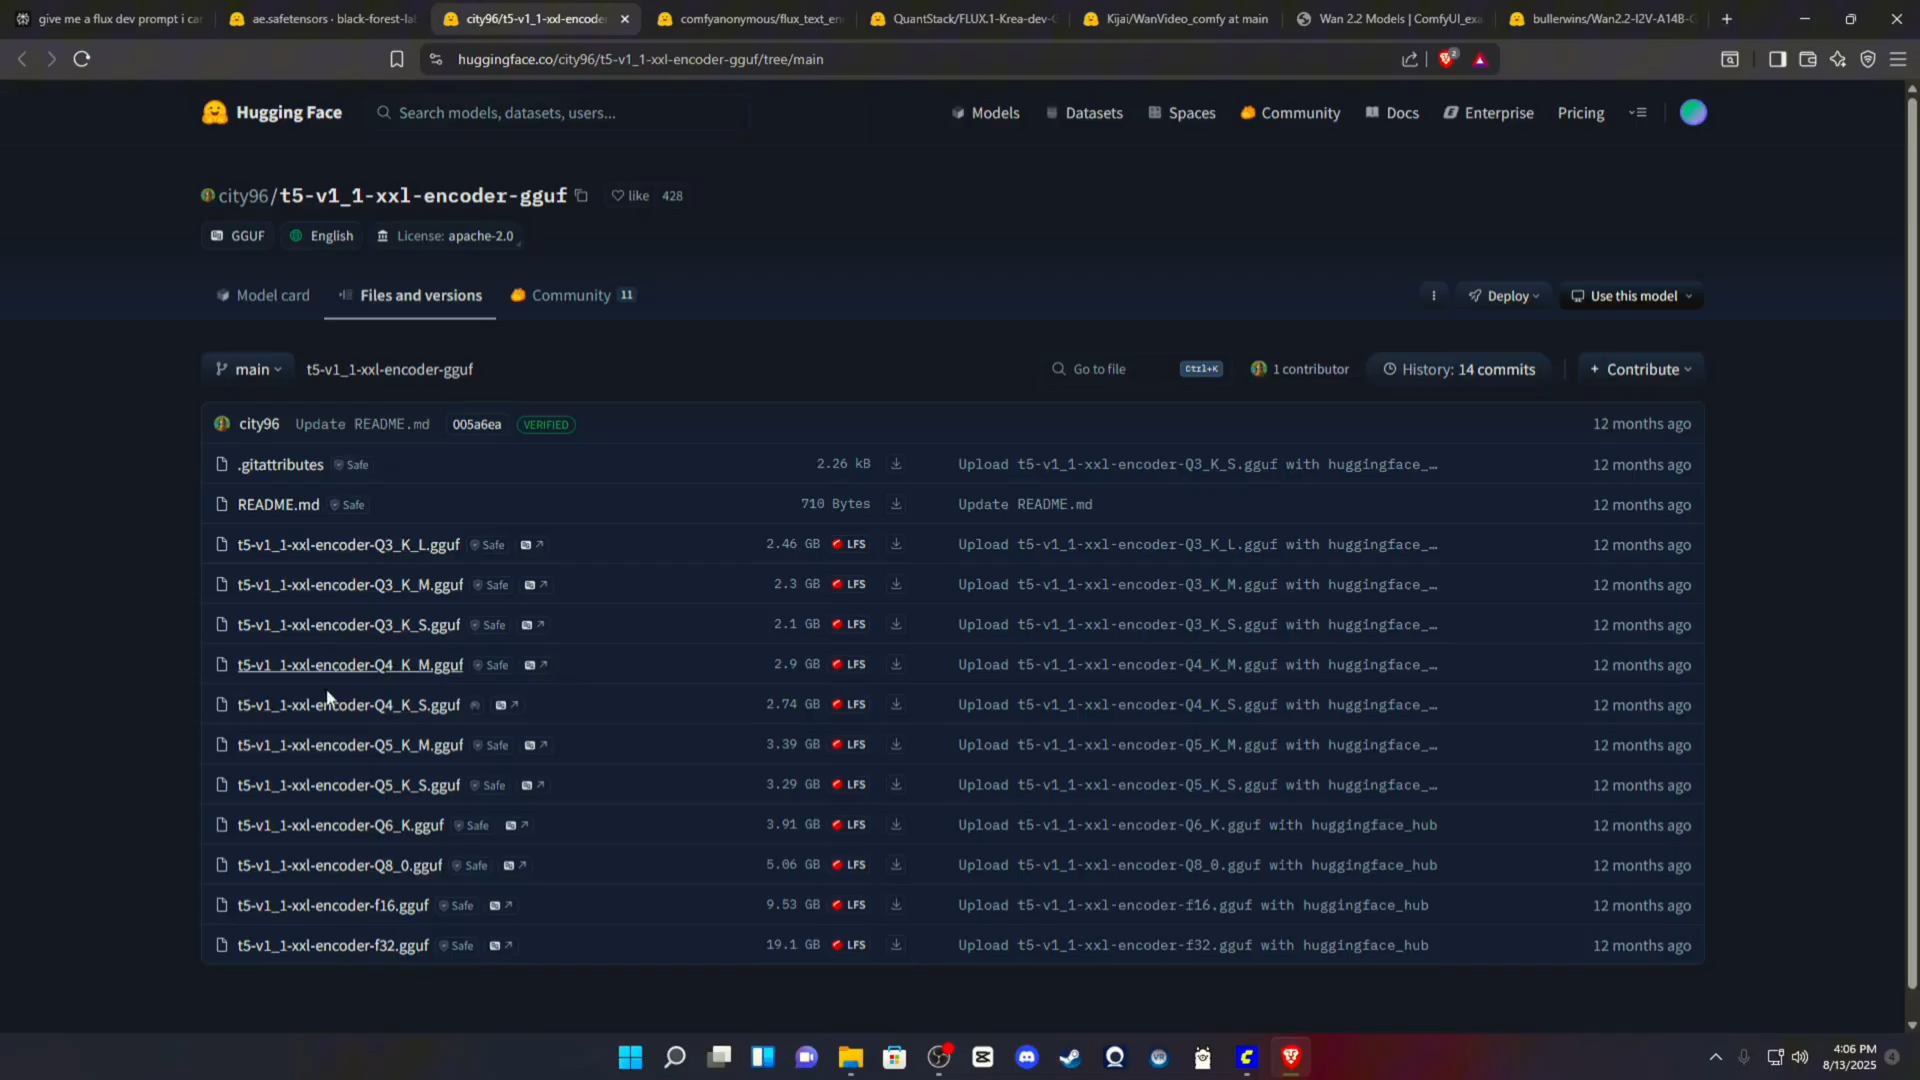 give me a flux dev prompt i car
ae.safetensors · black-forest-la
city96/t5-v1_1-xxl-encode
comfyanonymous/flux_text_en
QuantStack/FLUX.1-Krea-dev-G
Kijai/WanVideo_comfy at main
Wan 2.2 Models | ComfyUI_exa
bullerwins/Wan2.2-I2V-A14B-G
huggingface.co/city96/t5-v1_1-xxl-encoder-gguf/tree/main
2
Hugging Face
Search models, datasets, users...
Models
Datasets
Spaces
Community
Docs
Enterprise
Pricing
city96/t5-v1_1-xxl-encoder-gguf
like 428
GGUF
English
License: apache-2.0
Model card
Files and versions
Community 11
Deploy
Use this model
main
t5-v1_1-xxl-encoder-gguf
Go to file
Ctrl+K
1 contributor
History: 14 commits
+ Contribute
city96 Update README.md 005a6ea VERIFIED 12 months ago
.gitattributes Safe 2.26 kB Upload t5-v1_1-xxl-encoder-Q3_K_S.gguf with huggingface_… 12 months ago
README.md Safe 710 Bytes Update README.md 12 months ago
t5-v1_1-xxl-encoder-Q3_K_L.gguf Safe 2.46 GB LFS Upload t5-v1_1-xxl-encoder-Q3_K_L.gguf with huggingface_… 12 months ago
t5-v1_1-xxl-encoder-Q3_K_M.gguf Safe 2.3 GB LFS Upload t5-v1_1-xxl-encoder-Q3_K_M.gguf with huggingface_… 12 months ago
t5-v1_1-xxl-encoder-Q3_K_S.gguf Safe 2.1 GB LFS Upload t5-v1_1-xxl-encoder-Q3_K_S.gguf with huggingface_… 12 months ago
t5-v1_1-xxl-encoder-Q4_K_M.gguf Safe 2.9 GB LFS Upload t5-v1_1-xxl-encoder-Q4_K_M.gguf with huggingface_… 12 months ago
t5-v1_1-xxl-encoder-Q4_K_S.gguf 2.74 GB LFS Upload t5-v1_1-xxl-encoder-Q4_K_S.gguf with huggingface_… 12 months ago
t5-v1_1-xxl-encoder-Q5_K_M.gguf Safe 3.39 GB LFS Upload t5-v1_1-xxl-encoder-Q5_K_M.gguf with huggingface_… 12 months ago
t5-v1_1-xxl-encoder-Q5_K_S.gguf Safe 3.29 GB LFS Upload t5-v1_1-xxl-encoder-Q5_K_S.gguf with huggingface_… 12 months ago
t5-v1_1-xxl-encoder-Q6_K.gguf Safe 3.91 GB LFS Upload t5-v1_1-xxl-encoder-Q6_K.gguf with huggingface_hub 12 months ago
t5-v1_1-xxl-encoder-Q8_0.gguf Safe 5.06 GB LFS Upload t5-v1_1-xxl-encoder-Q8_0.gguf with huggingface_hub 12 months ago
t5-v1_1-xxl-encoder-f16.gguf Safe 9.53 GB LFS Upload t5-v1_1-xxl-encoder-f16.gguf with huggingface_hub 12 months ago
t5-v1_1-xxl-encoder-f32.gguf Safe 19.1 GB LFS Upload t5-v1_1-xxl-encoder-f32.gguf with huggingface_hub 12 months ago
4:06 PM
8/13/2025
4